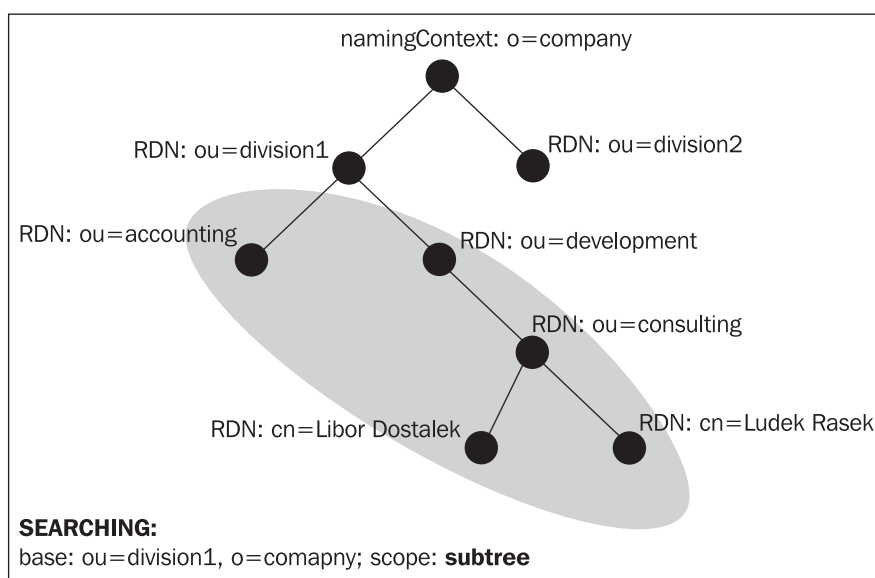 namingContext: o=company
RDN: ou=division1
RDN: ou=division2
RDN: ou=accounting
RDN: ou=development
RDN: ou=consulting
RDN: cn=Libor Dostalek
RDN: cn=Ludek Rasek
SEARCHING:
base: ou=division1, o=comapny; scope: subtree